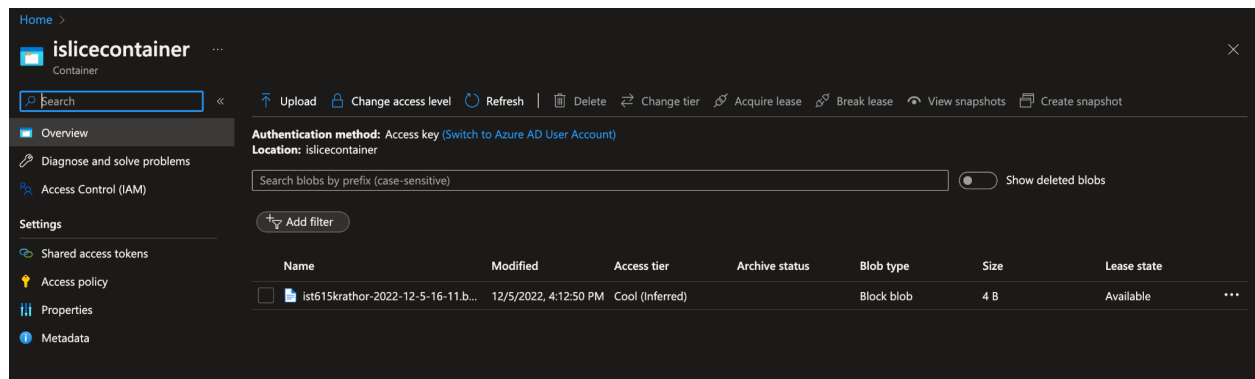 Home >
islicecontainer ...
Container
Search «
Upload Change access level Refresh | Delete Change tier Acquire lease Break lease View snapshots Create snapshot
Overview
Diagnose and solve problems
Access Control (IAM)
Settings
Shared access tokens
Access policy
Properties
Metadata
Authentication method: Access key (Switch to Azure AD User Account)
Location: islicecontainer
Search blobs by prefix (case-sensitive)
Show deleted blobs
Add filter
Name Modified Access tier Archive status Blob type Size Lease state
ist615krathor-2022-12-5-16-11.b... 12/5/2022, 4:12:50 PM Cool (Inferred) Block blob 4 B Available ...